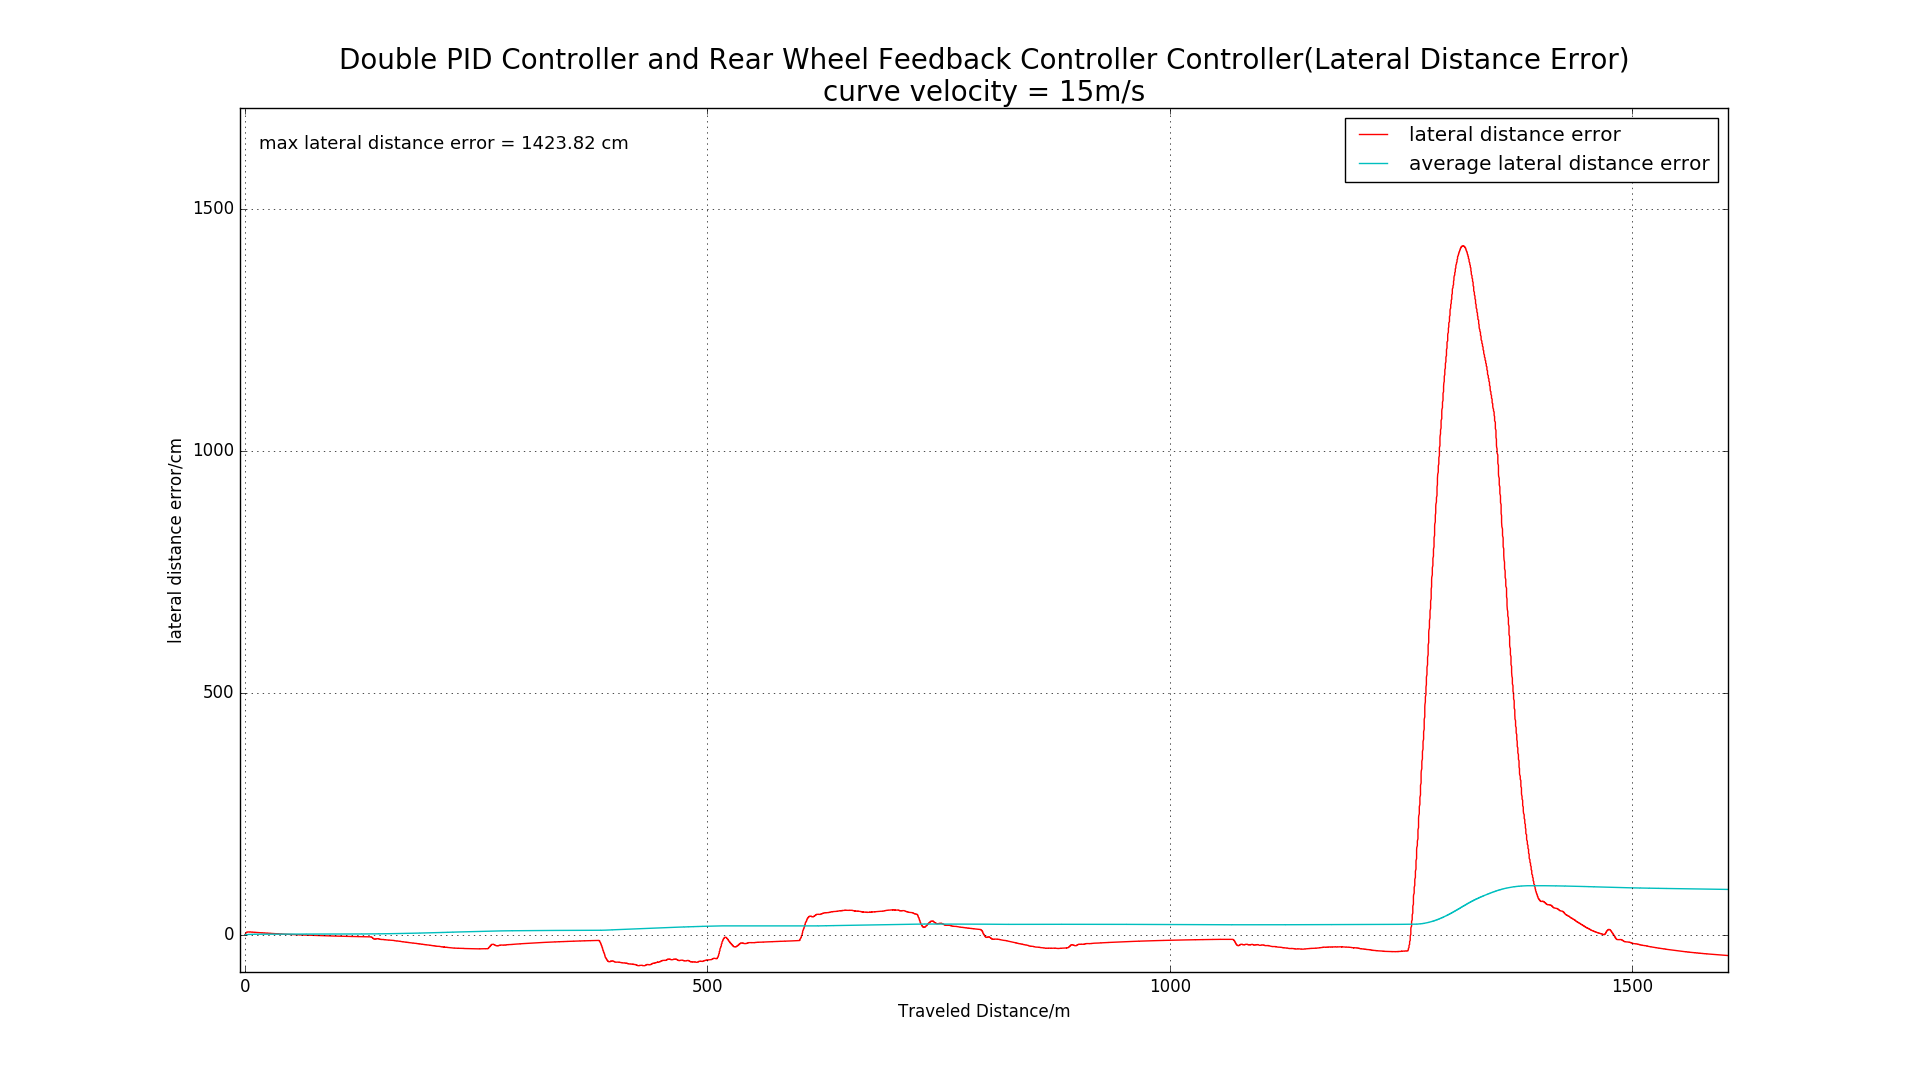 Double PID Controller and Rear Wheel Feedback Controller Controller(Lateral Distance Error)
curve velocity = 15m/s
max lateral distance error = 1423.82 cm
lateral distance error
average lateral distance error
1500
1000
500
0
lateral distance error/cm
0 500 1000 1500
Traveled Distance/m